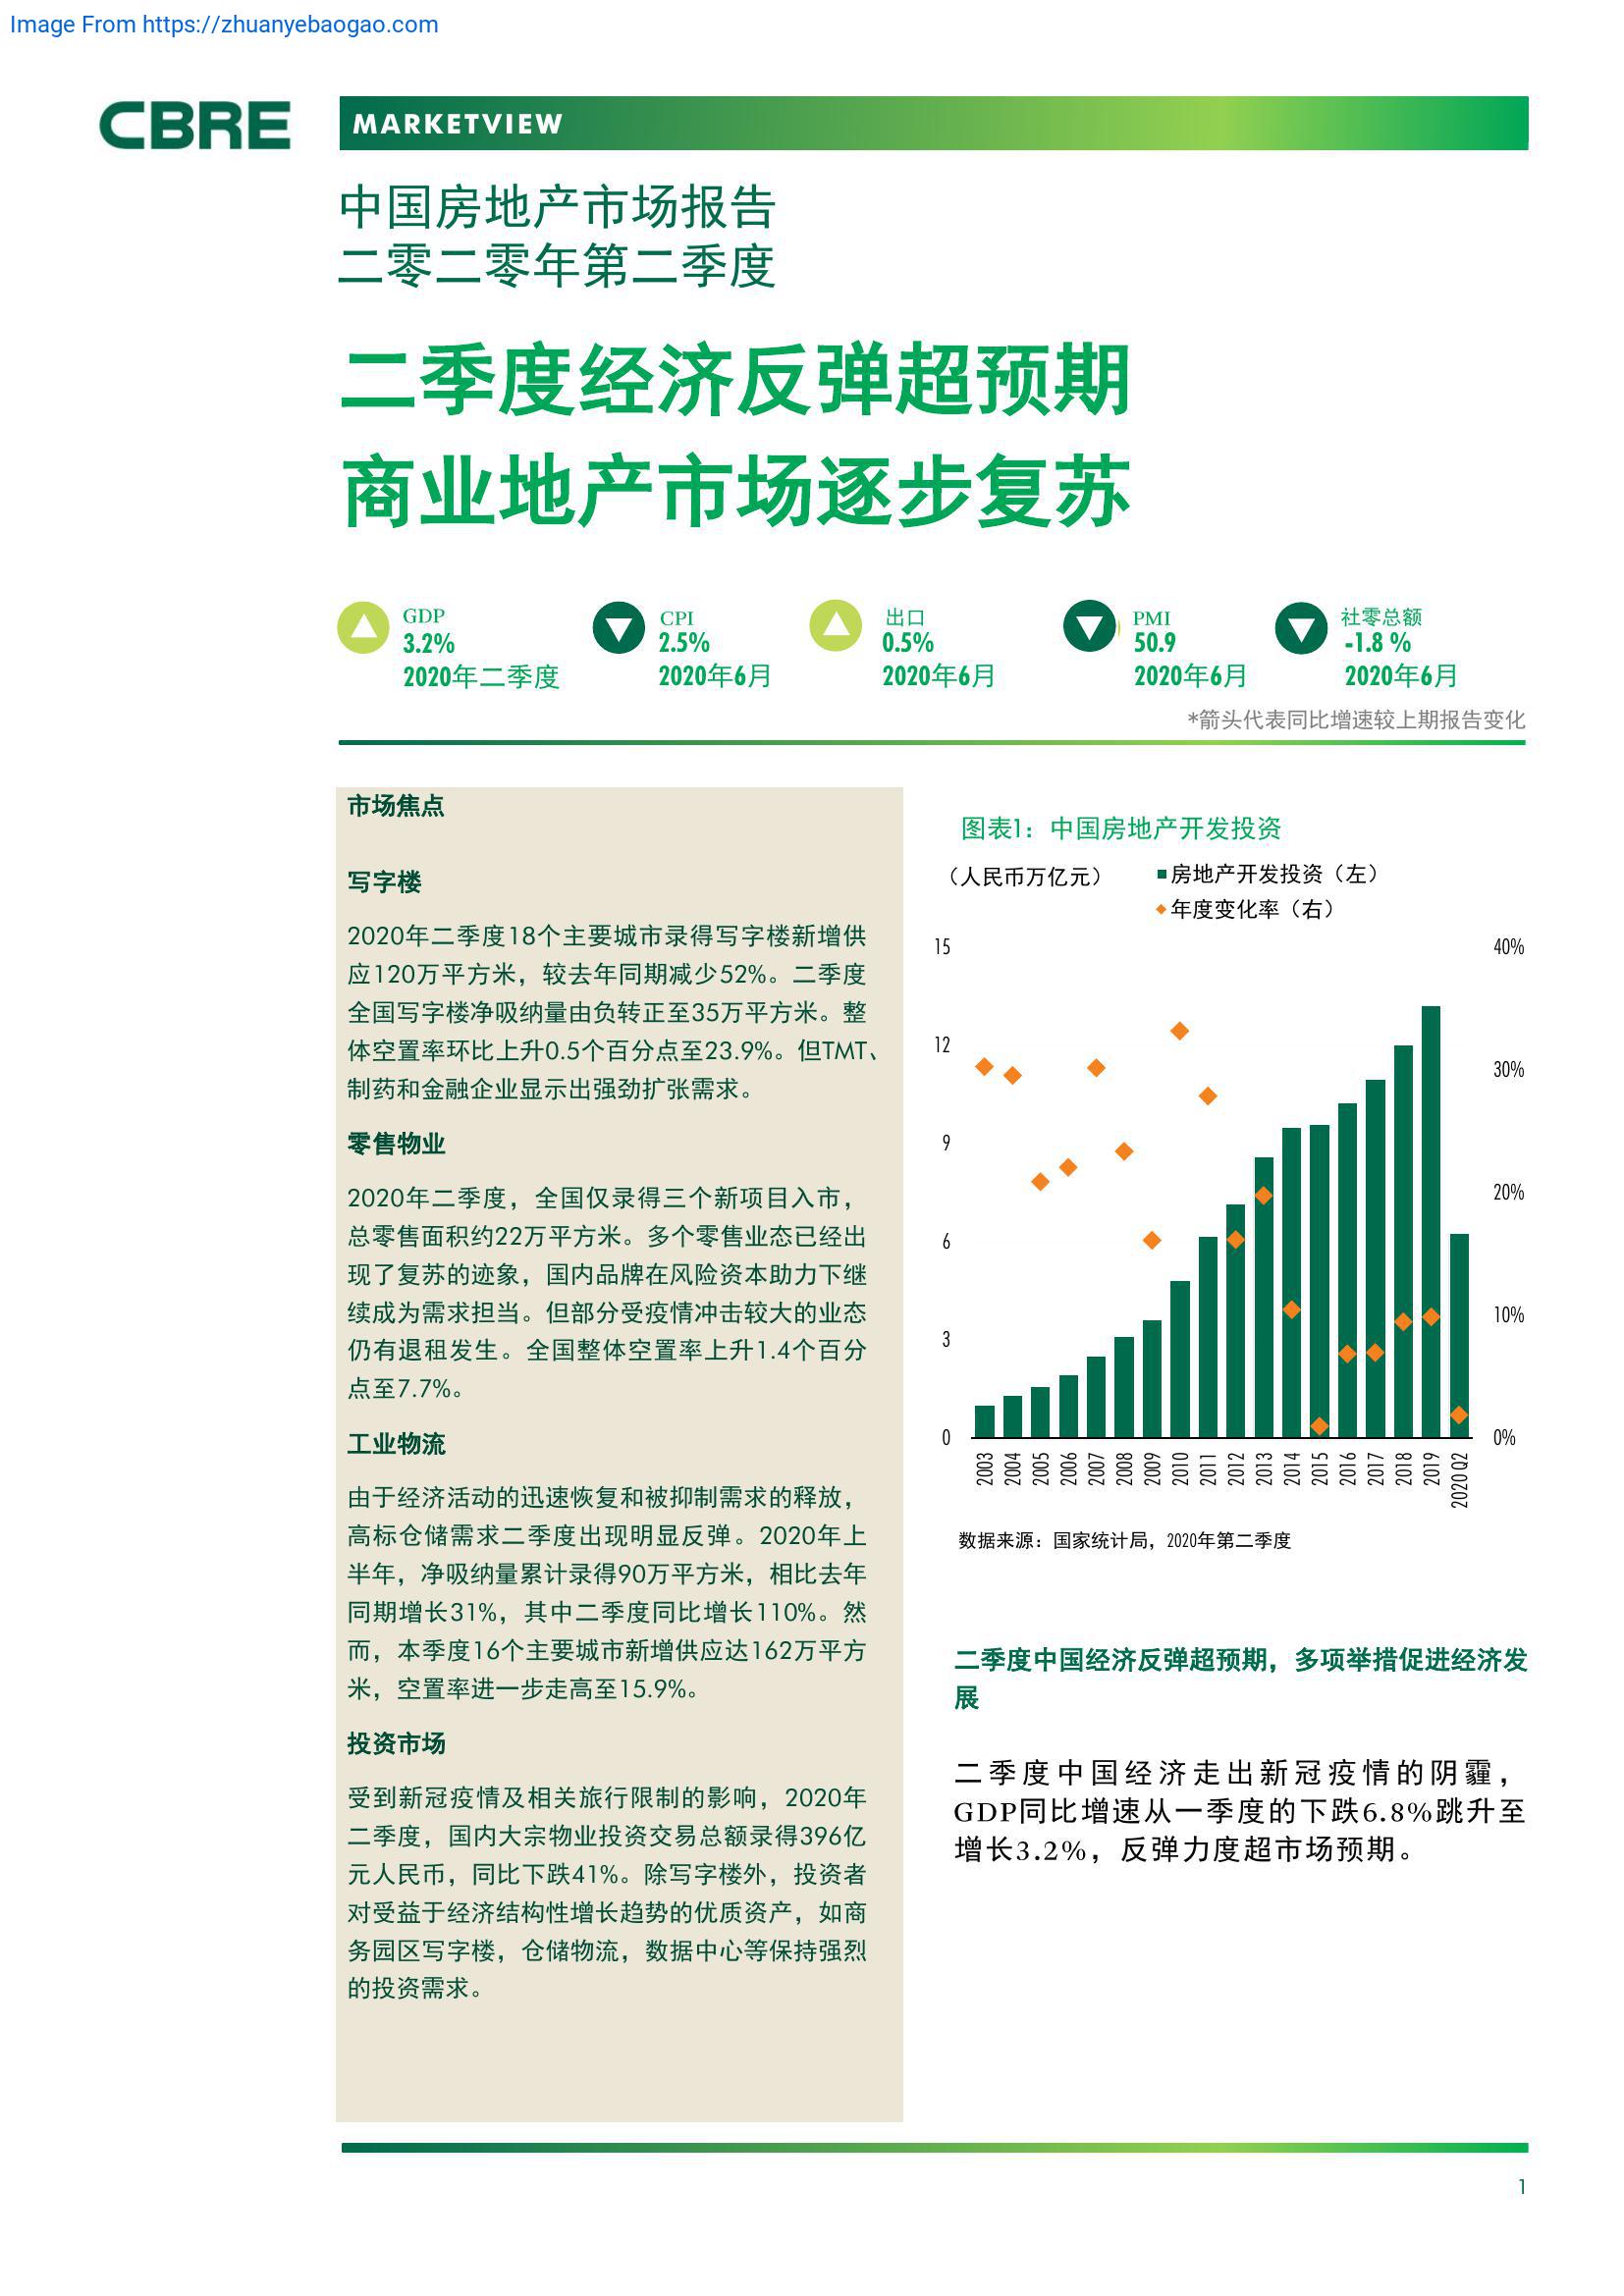 Image From https://zhuanyebaogao.com
CBRE
MARKETVIEW
中国房地产市场报告
二零二零年第二季度
二季度经济反弹超预期
商业地产市场逐步复苏
GDP
3.2%
2020年二季度
CPI
2.5%
2020年6月
出口
0.5%
2020年6月
PMI
50.9
2020年6月
社零总额
-1.8 %
2020年6月
*箭头代表同比增速较上期报告变化
市场焦点
写字楼
2020年二季度18个主要城市录得写字楼新增供
应120万平方米，较去年同期减少52%。二季度
全国写字楼净吸纳量由负转正至35万平方米。整
体空置率环比上升0.5个百分点至23.9%。但TMT、
制药和金融企业显示出强劲扩张需求。
零售物业
2020年二季度，全国仅录得三个新项目入市，
总零售面积约22万平方米。多个零售业态已经出
现了复苏的迹象，国内品牌在风险资本助力下继
续成为需求担当。但部分受疫情冲击较大的业态
仍有退租发生。全国整体空置率上升1.4个百分
点至7.7%。
工业物流
由于经济活动的迅速恢复和被抑制需求的释放，
高标仓储需求二季度出现明显反弹。2020年上
半年，净吸纳量累计录得90万平方米，相比去年
同期增长31%，其中二季度同比增长110%。然
而，本季度16个主要城市新增供应达162万平方
米，空置率进一步走高至15.9%。
投资市场
受到新冠疫情及相关旅行限制的影响，2020年
二季度，国内大宗物业投资交易总额录得396亿
元人民币，同比下跌41%。除写字楼外，投资者
对受益于经济结构性增长趋势的优质资产，如商
务园区写字楼，仓储物流，数据中心等保持强烈
的投资需求。
图表1：中国房地产开发投资
（人民币万亿元）
房地产开发投资（左）
年度变化率（右）
15
12
9
6
3
0
40%
30%
20%
10%
0%
2003
2004
2005
2006
2007
2008
2009
2010
2011
2012
2013
2014
2015
2016
2017
2018
2019
2020 Q2
数据来源：国家统计局，2020年第二季度
二季度中国经济反弹超预期，多项举措促进经济发
展
二季度中国经济走出新冠疫情的阴霾，
GDP同比增速从一季度的下跌6.8%跳升至
增长3.2%，反弹力度超市场预期。
1